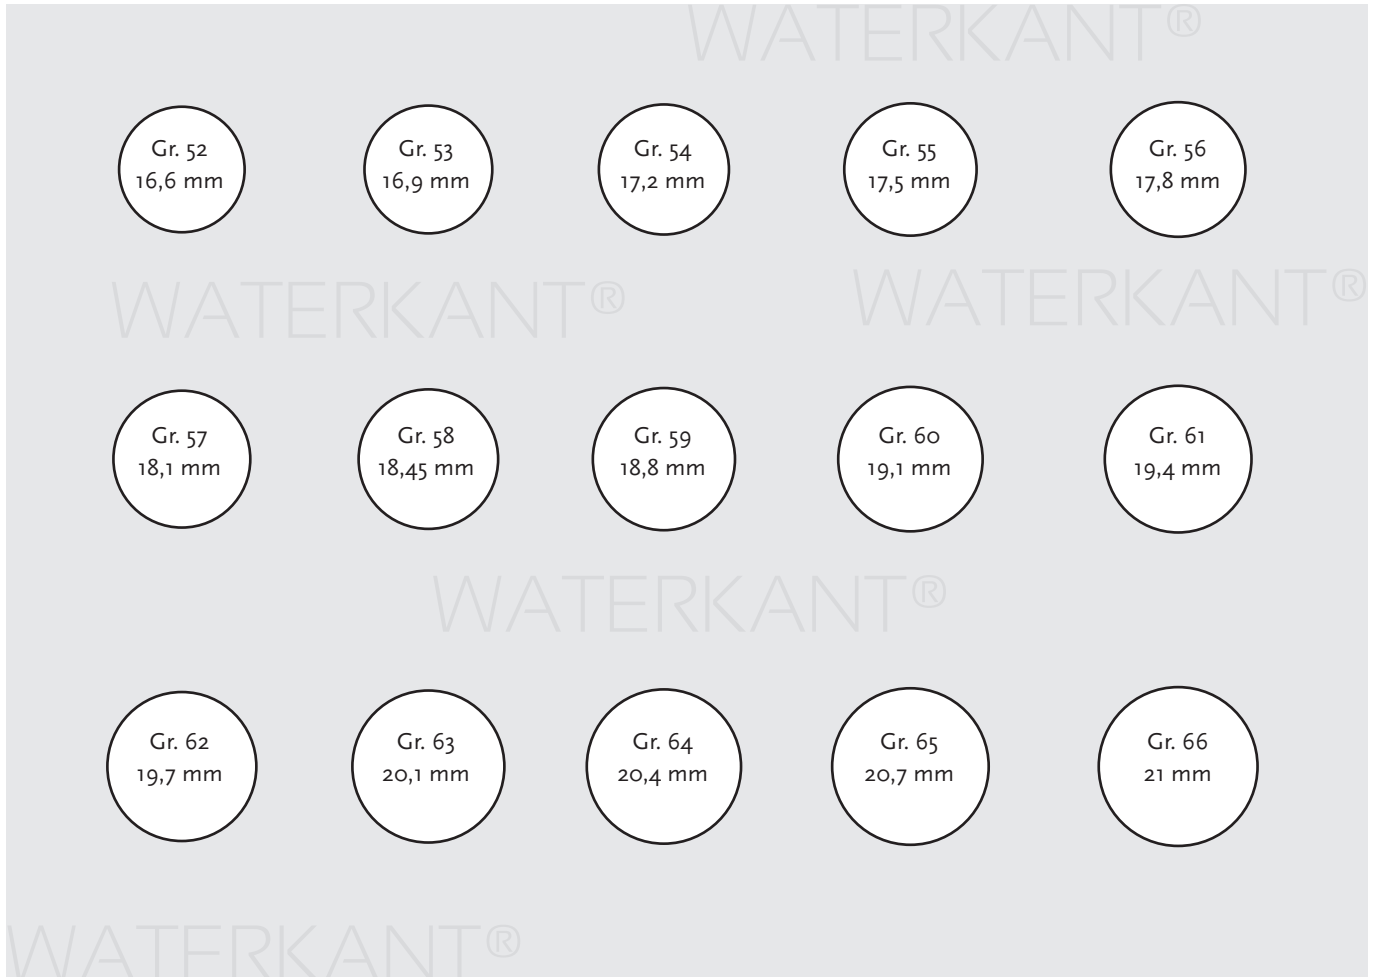 WATERKANT®
Gr. 52
16,6 mm
Gr. 53
16,9 mm
Gr. 54
17,2 mm
Gr. 55
17,5 mm
Gr. 56
17,8 mm
WATERKANT®
WATERKANT®
Gr. 57
18,1 mm
Gr. 58
18,45 mm
Gr. 59
18,8 mm
Gr. 60
19,1 mm
Gr. 61
19,4 mm
WATERKANT®
Gr. 62
19,7 mm
Gr. 63
20,1 mm
Gr. 64
20,4 mm
Gr. 65
20,7 mm
Gr. 66
21 mm
WATERKANT®